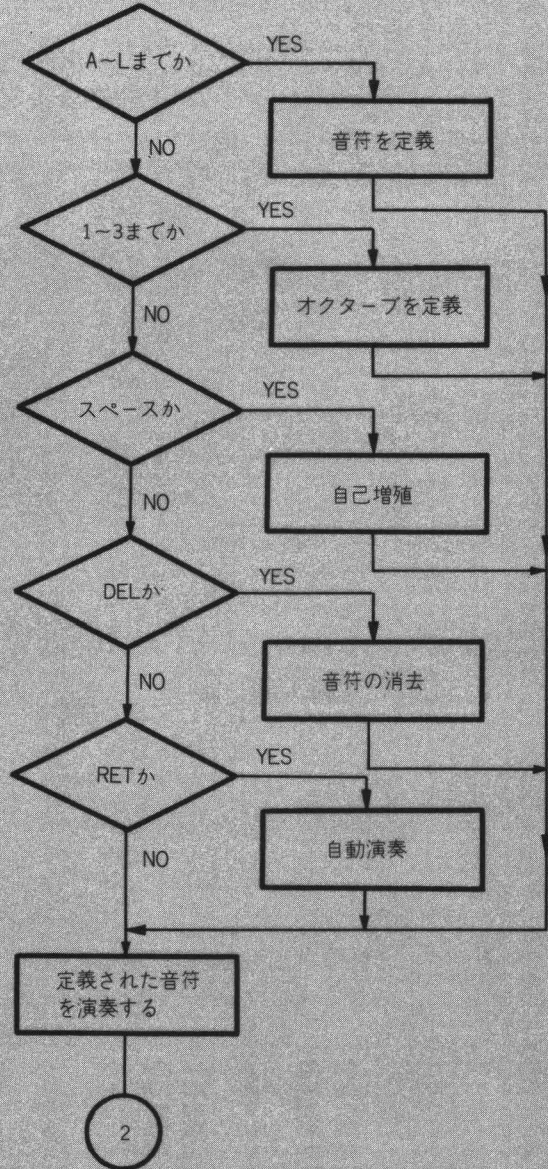 A～Lまでか
YES
音符を定義
NO
1～3までか
YES
オクターブを定義
NO
スペースか
YES
自己増殖
NO
DELか
YES
音符の消去
NO
RETか
YES
自動演奏
NO
定義された音符
を演奏する
2